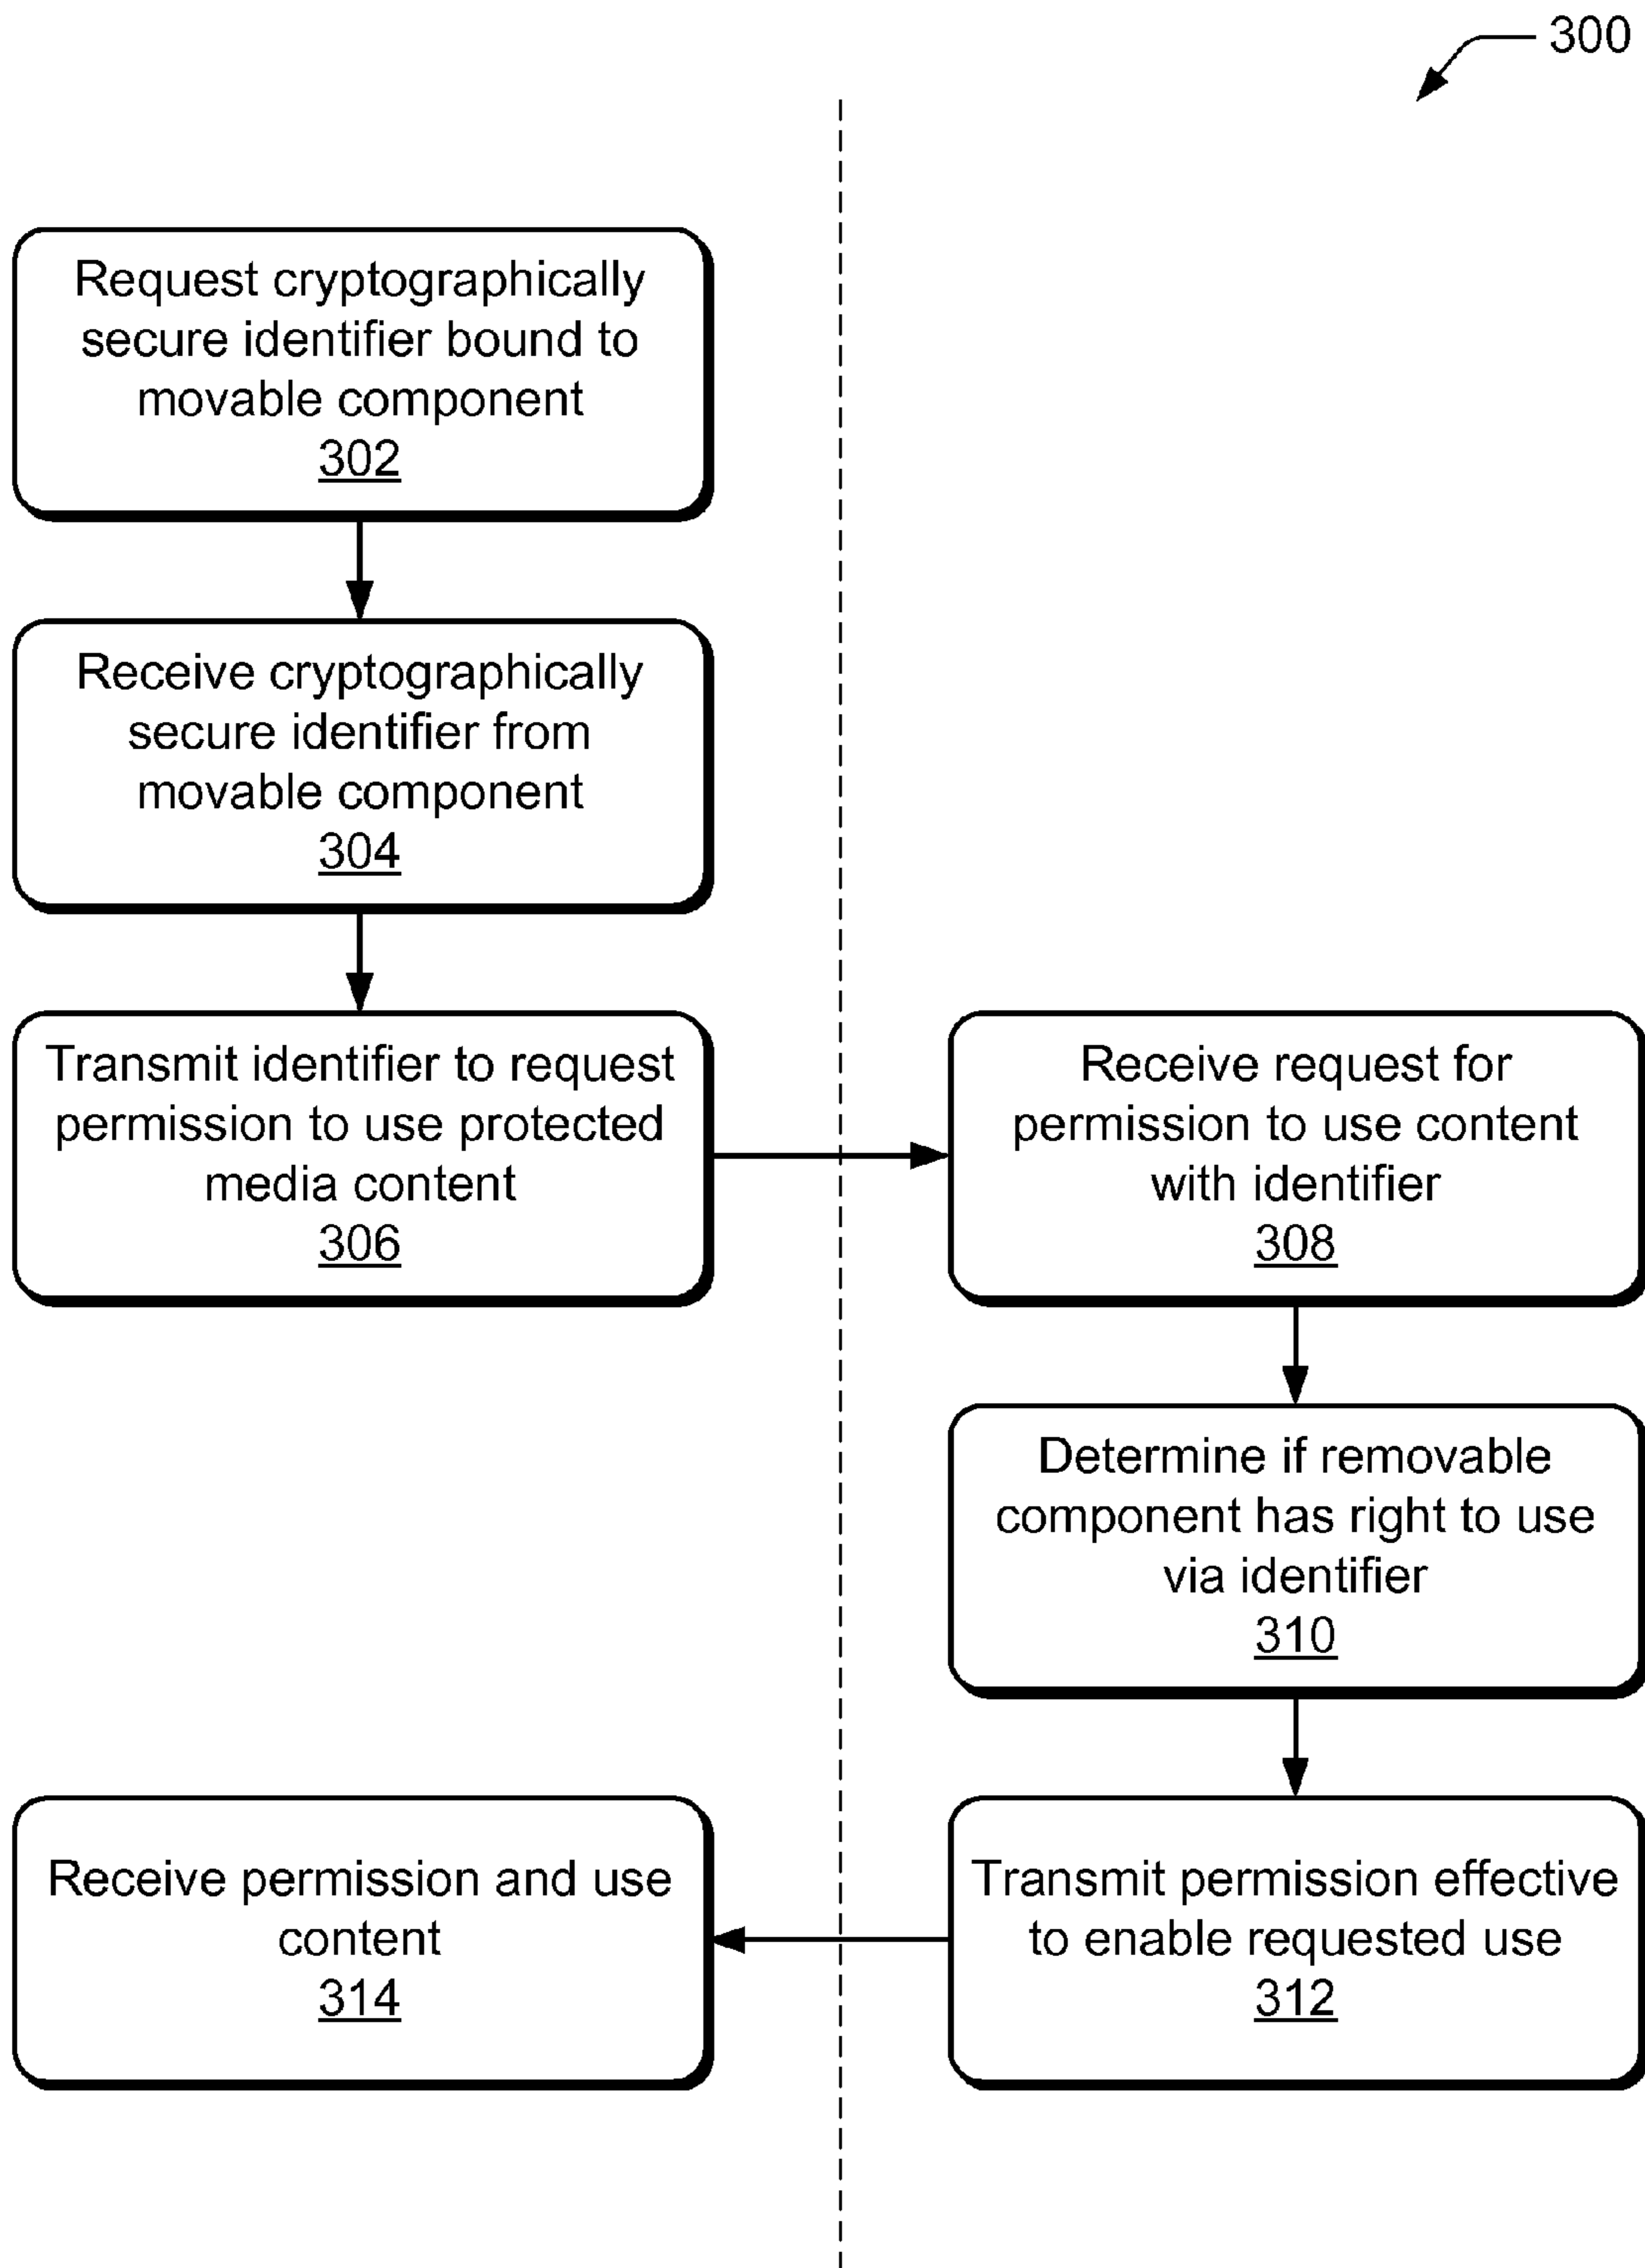 300
Request cryptographically
secure identifier bound to
movable component
302
Receive cryptographically
secure identifier from
movable component
304
Transmit identifier to request
permission to use protected
media content
306
Receive request for
permission to use content
with identifier
308
Determine if removable
component has right to use
via identifier
310
Transmit permission effective
to enable requested use
312
Receive permission and use
content
314